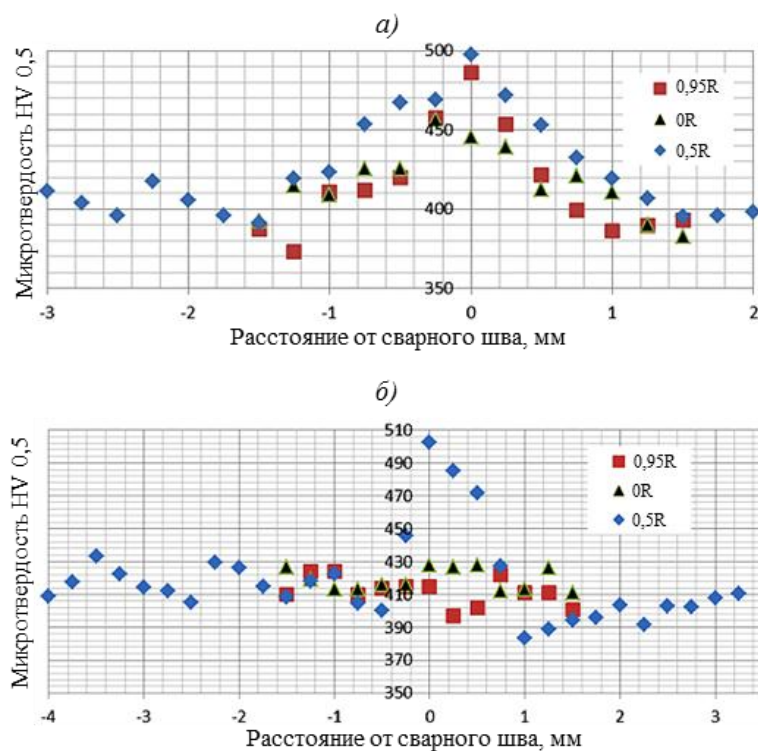 а)
Микротвердость HV 0,5
500
450
400
350
0,95R
0R
0,5R
-3 -2 -1 0 1 2
Расстояние от сварного шва, мм
б)
Микротвердость HV 0,5
510
490
470
450
430
410
390
370
350
0,95R
0R
0,5R
-4 -3 -2 -1 0 1 2 3
Расстояние от сварного шва, мм